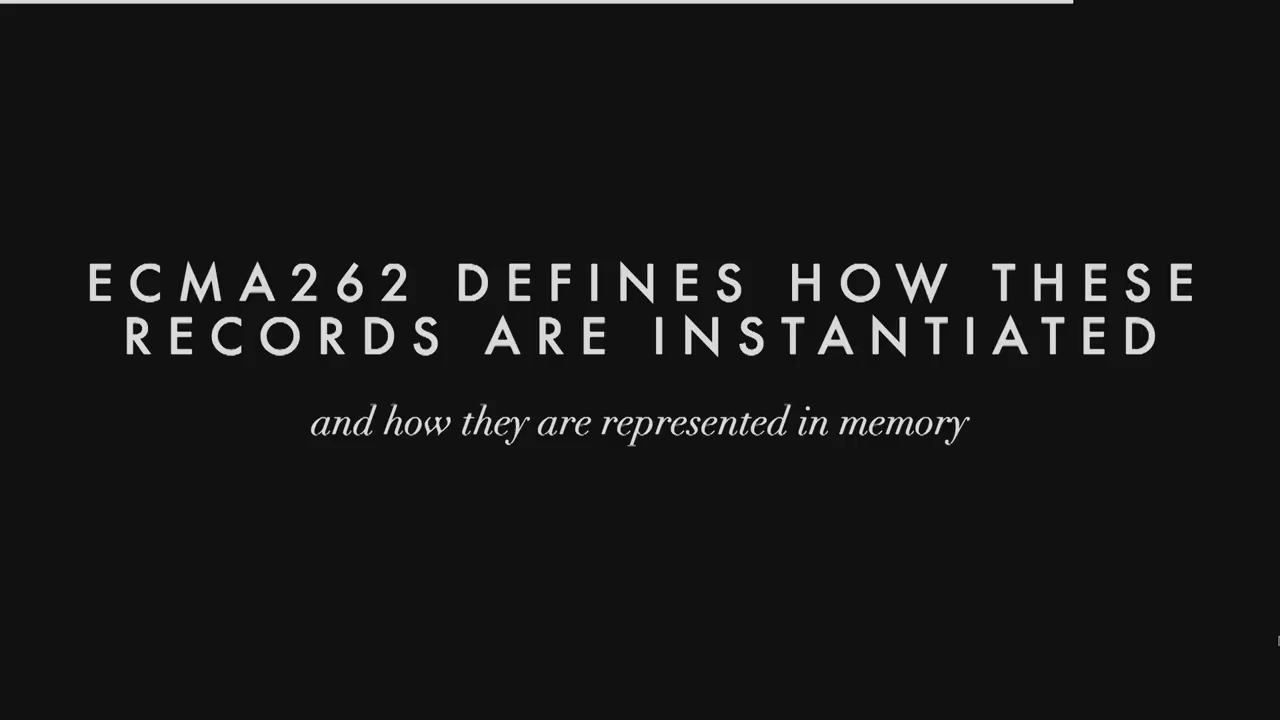 ECMA262 DEFINES HOW THESE
RECORDS ARE INSTANTIATED
and how they are represented in memory